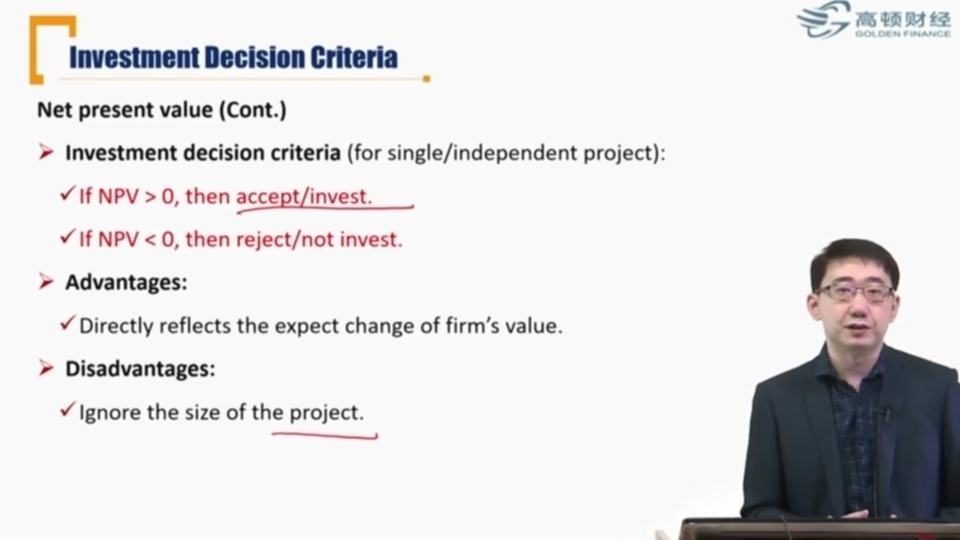 高顿财经
GOLDEN FINANCE
Investment Decision Criteria
Net present value (Cont.)
Investment decision criteria (for single/independent project):
If NPV > 0, then accept/invest.
If NPV < 0, then reject/not invest.
Advantages:
Directly reflects the expect change of firm's value.
Disadvantages:
Ignore the size of the project.